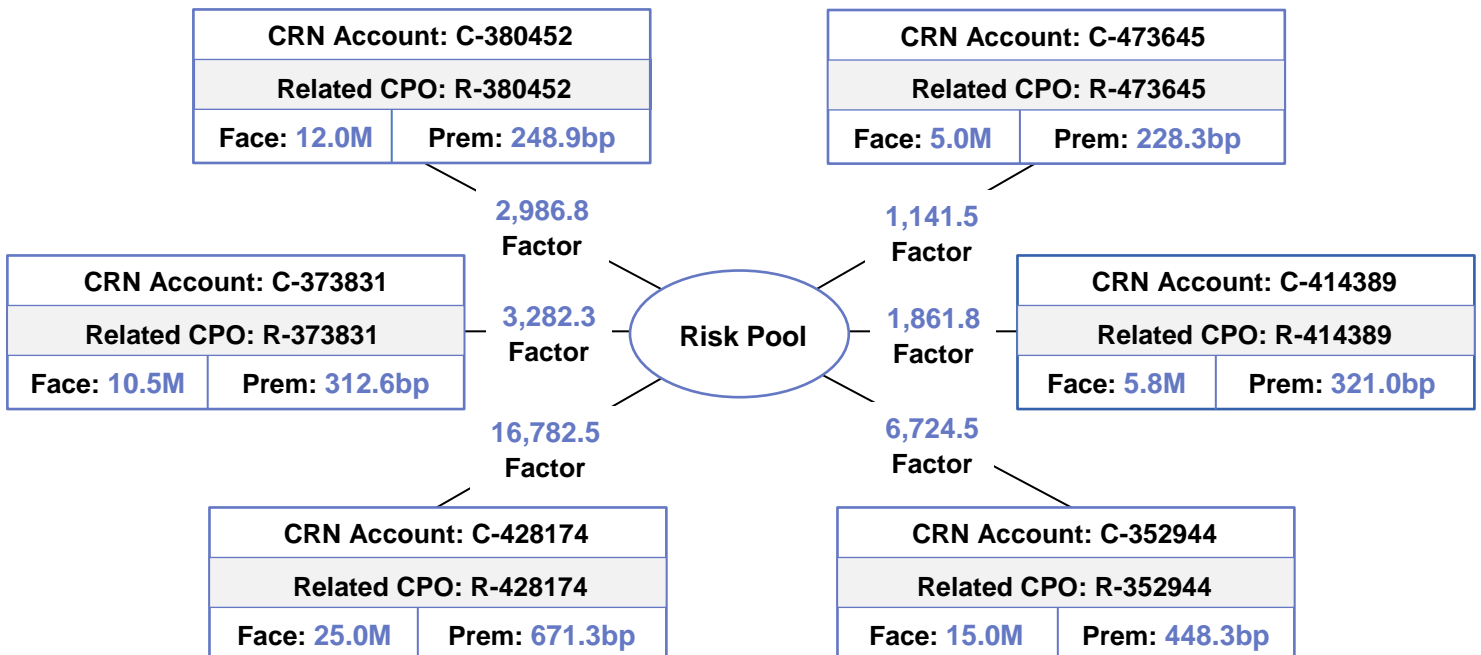 CRN Account: C-380452
Related CPO: R-380452
Face: 12.0M Prem: 248.9bp
CRN Account: C-473645
Related CPO: R-473645
Face: 5.0M Prem: 228.3bp
2,986.8
Factor
1,141.5
Factor
CRN Account: C-373831
Related CPO: R-373831
Face: 10.5M Prem: 312.6bp
3,282.3
Factor
Risk Pool
1,861.8
Factor
CRN Account: C-414389
Related CPO: R-414389
Face: 5.8M Prem: 321.0bp
16,782.5
Factor
6,724.5
Factor
CRN Account: C-428174
Related CPO: R-428174
Face: 25.0M Prem: 671.3bp
CRN Account: C-352944
Related CPO: R-352944
Face: 15.0M Prem: 448.3bp